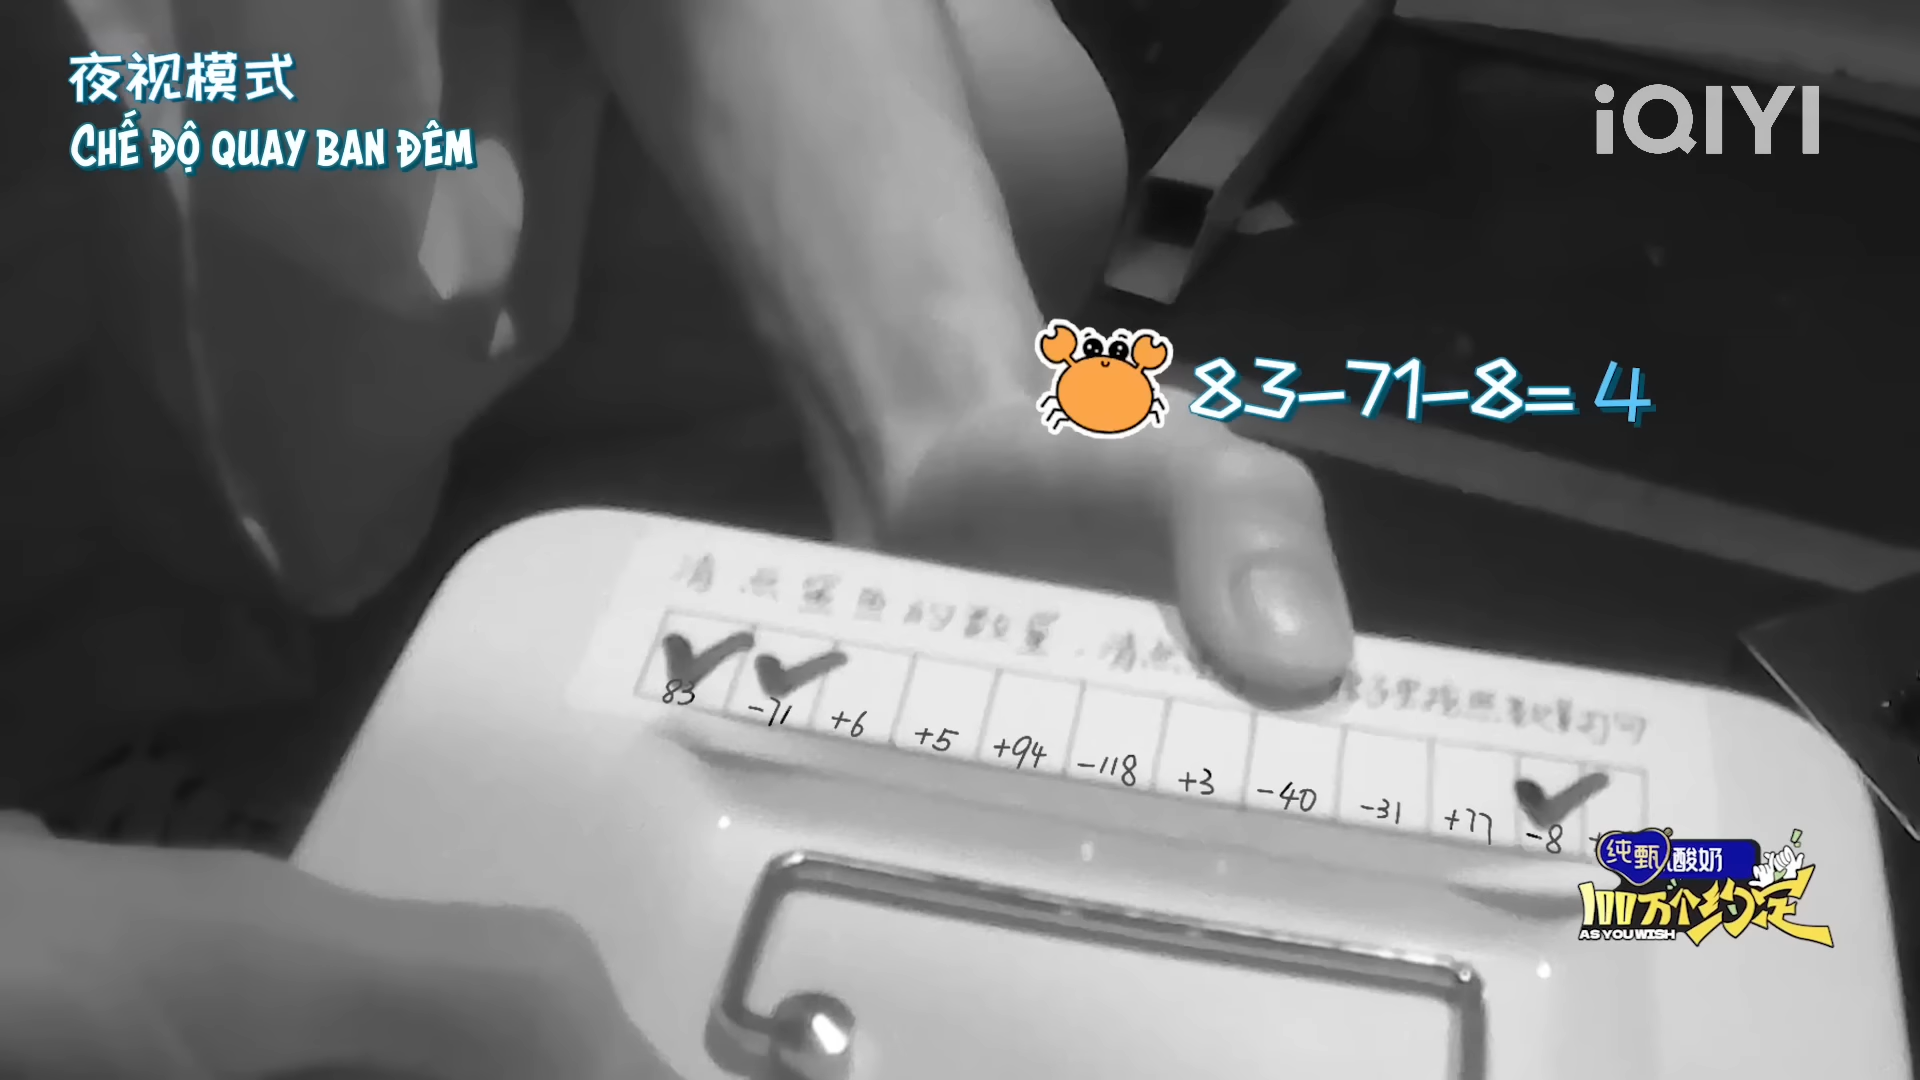 夜视模式
CHẾ ĐỘ QUAY BAN ĐÊM
iQIYI
83-71-8=4
83 -71 +6 +5 +94 -118 +3 -40 -31 +77 -8
纯甄 酸奶
100万个约定
AS YOU WISH